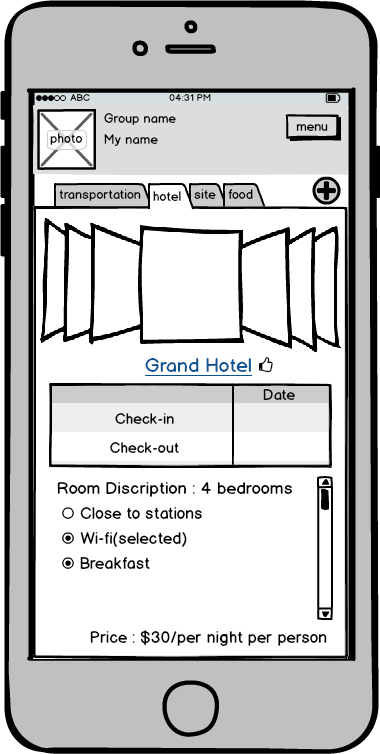 ABC 04:31 PM
photo
Group name
My name
menu
transportation hotel site food
Grand Hotel
Date
Check-in
Check-out
Room Discription : 4 bedrooms
Close to stations
Wi-fi(selected)
Breakfast
Price : $30/per night per person